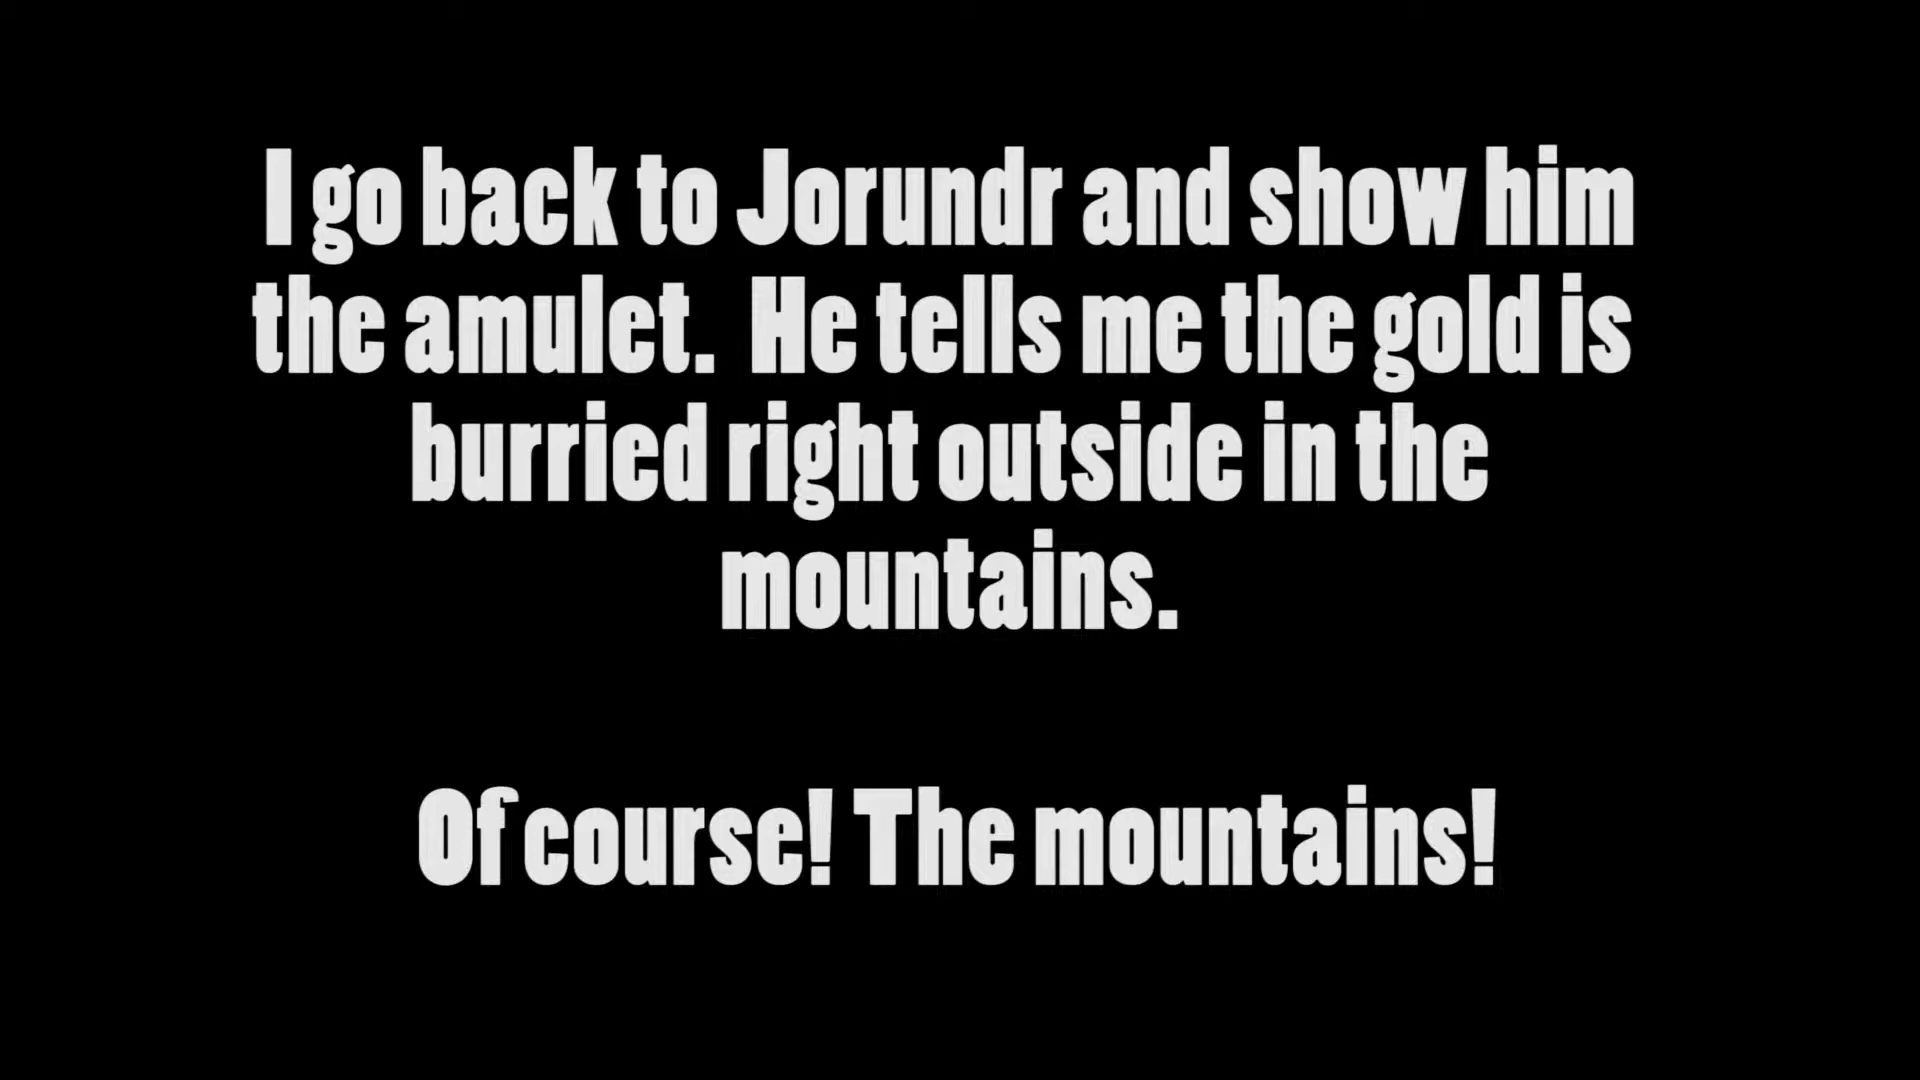 I go back to Jorundr and show him
the amulet.  He tells me the gold is
burried right outside in the
mountains.
Of course! The mountains!